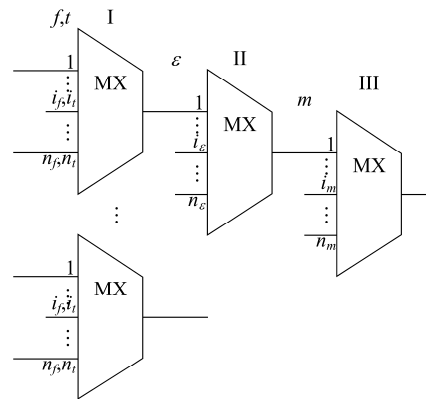 f,t I
ε II
m III
1
⋮
i_f,i_t
⋮
n_f,n_t
MX
1
⋮
i_ε
⋮
n_ε
MX
1
⋮
i_m
⋮
n_m
MX
⋮
1
⋮
i_f,i_t
⋮
n_f,n_t
MX